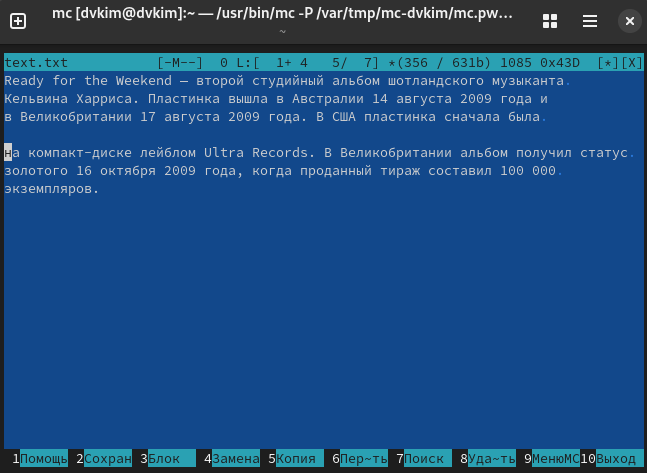 mc [dvkim@dvkim]:~ — /usr/bin/mc -P /var/tmp/mc-dvkim/mc.pw…
~
text.txt [-M--] 0 L:[ 1+ 4 5/ 7] *(356 / 631b) 1085 0x43D [*][X]
Ready for the Weekend — второй студийный альбом шотландского музыканта.
Кельвина Харриса. Пластинка вышла в Австралии 14 августа 2009 года и
в Великобритании 17 августа 2009 года. В США пластинка сначала была.
на компакт-диске лейблом Ultra Records. В Великобритании альбом получил статус.
золотого 16 октября 2009 года, когда проданный тираж составил 100 000.
экземпляров.
1Помощь 2Сохран 3Блок 4Замена 5Копия 6Пер~ть 7Поиск 8Уда~ть 9МенюMC 10Выход